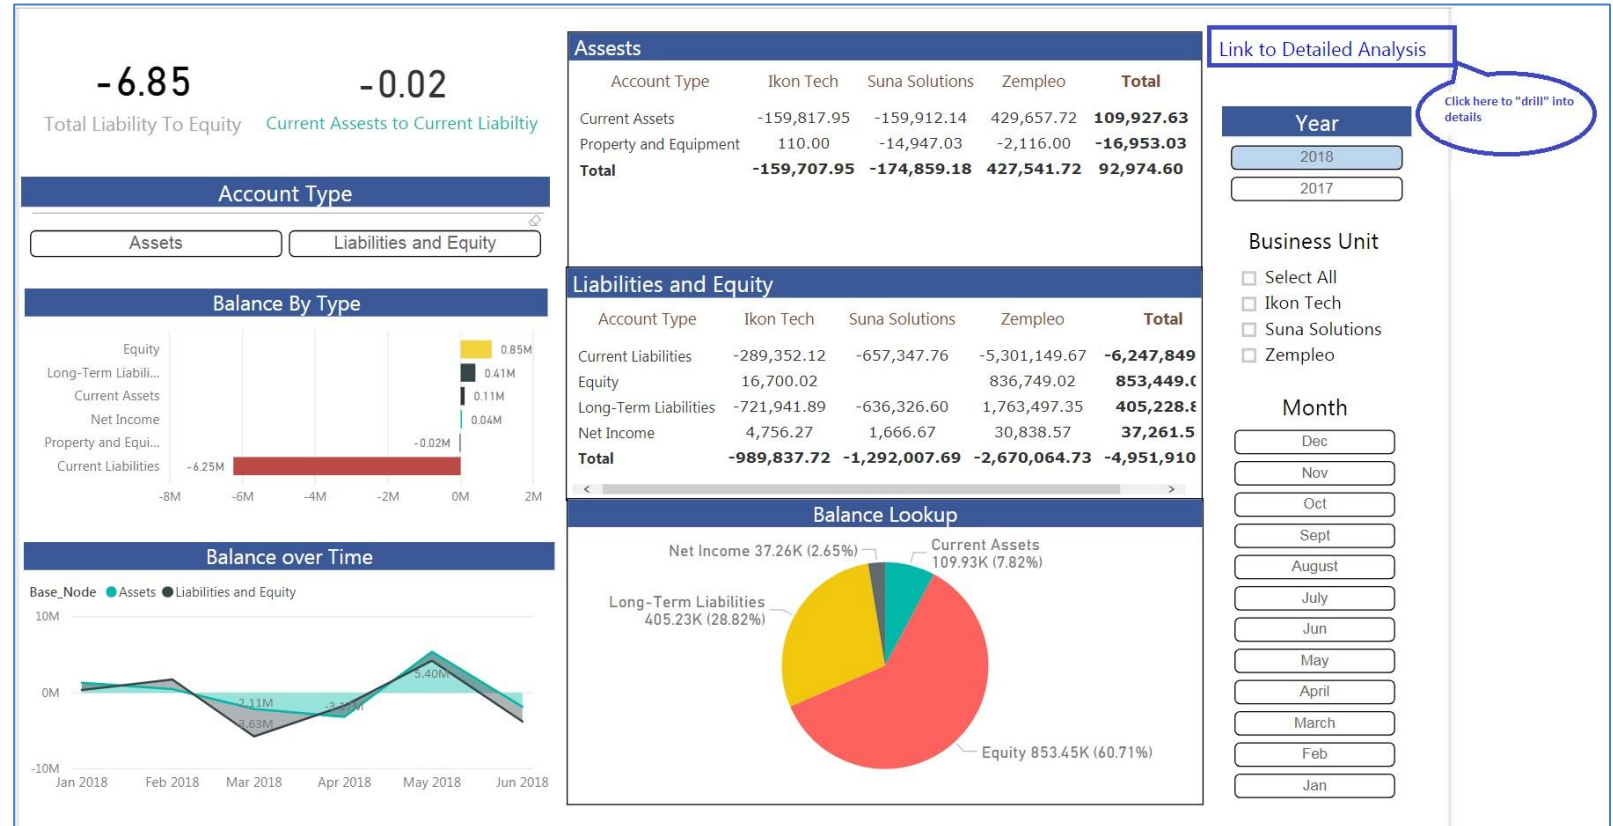 -6.85
Total Liability To Equity
-0.02
Current Assests to Current Liabiltiy
Account Type
Assets
Liabilities and Equity
Balance By Type
Equity 0.85M
Long-Term Liabili... 0.41M
Current Assets 0.11M
Net Income 0.04M
Property and Equi... -0.02M
Current Liabilities -6.25M
-8M -6M -4M -2M 0M 2M
Balance over Time
Base_Node Assets Liabilities and Equity
10M
0M
-10M
5.40M
-2.11M
-3.63M
Jan 2018 Feb 2018 Mar 2018 Apr 2018 May 2018 Jun 2018
Assests
Account Type Ikon Tech Suna Solutions Zempleo Total
Current Assets -159,817.95 -159,912.14 429,657.72 109,927.63
Property and Equipment 110.00 -14,947.03 -2,116.00 -16,953.03
Total -159,707.95 -174,859.18 427,541.72 92,974.60
Liabilities and Equity
Account Type Ikon Tech Suna Solutions Zempleo Total
Current Liabilities -289,352.12 -657,347.76 -5,301,149.67 -6,247,849
Equity 16,700.02 836,749.02 853,449.0
Long-Term Liabilities -721,941.89 -636,326.60 1,763,497.35 405,228.8
Net Income 4,756.27 1,666.67 30,838.57 37,261.5
Total -989,837.72 -1,292,007.69 -2,670,064.73 -4,951,910
Balance Lookup
Net Income 37.26K (2.65%)
Current Assets
109.93K (7.82%)
Long-Term Liabilities
405.23K (28.82%)
Equity 853.45K (60.71%)
Link to Detailed Analysis
Click here to "drill" into
details
Year
2018
2017
Business Unit
Select All
Ikon Tech
Suna Solutions
Zempleo
Month
Dec
Nov
Oct
Sept
August
July
Jun
May
April
March
Feb
Jan